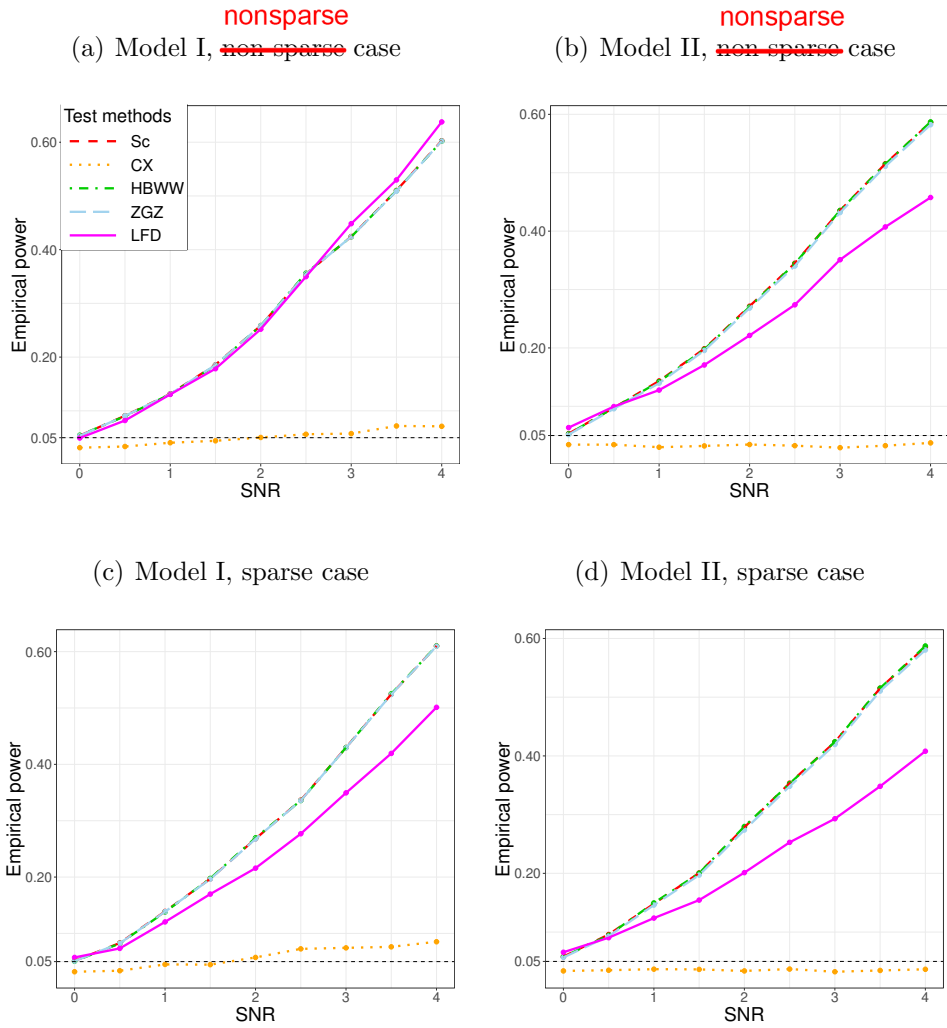 nonsparse
nonsparse
(a) Model I, non-sparse case
(b) Model II, non-sparse case
Test methods
Sc
CX
HBWW
ZGZ
LFD
Empirical power
0.60
0.40
0.20
0.05
0 1 2 3 4
SNR
Empirical power
0.60
0.40
0.20
0.05
0 1 2 3 4
SNR
(c) Model I, sparse case
(d) Model II, sparse case
Empirical power
0.60
0.40
0.20
0.05
0 1 2 3 4
SNR
Empirical power
0.60
0.40
0.20
0.05
0 1 2 3 4
SNR